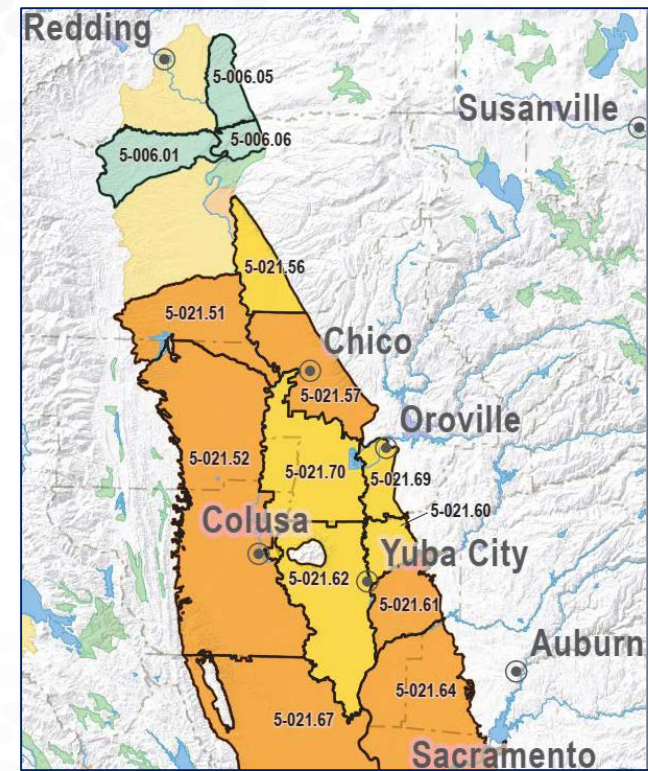 Redding
5-006.05
Susanville
5-006.06
5-006.01
5-021.56
5-021.51
Chico
5-021.57
Oroville
5-021.52
5-021.70
5-021.69
5-021.60
Colusa
Yuba City
5-021.62
5-021.61
Auburn
5-021.64
5-021.67
Sacramento